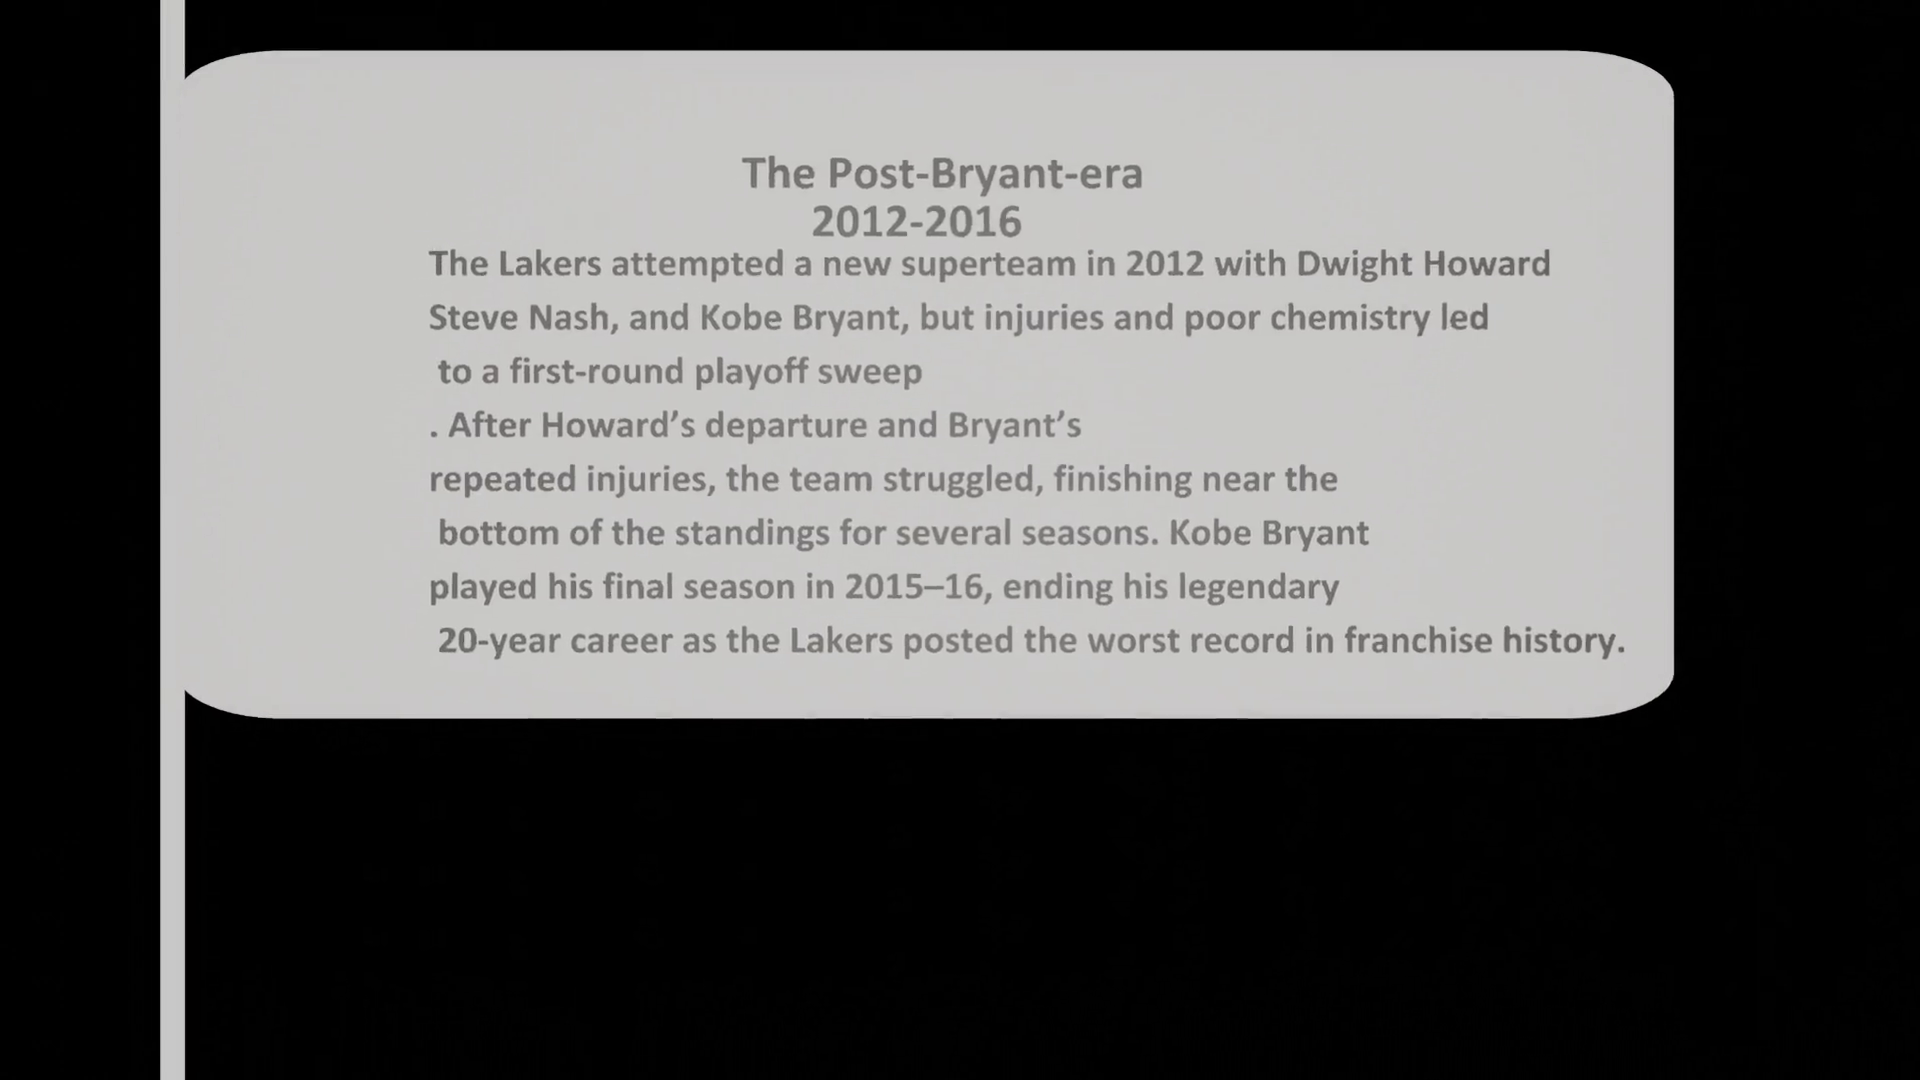 The Post-Bryant-era
2012-2016
The Lakers attempted a new superteam in 2012 with Dwight Howard
Steve Nash, and Kobe Bryant, but injuries and poor chemistry led
to a first-round playoff sweep
. After Howard’s departure and Bryant’s
repeated injuries, the team struggled, finishing near the
bottom of the standings for several seasons. Kobe Bryant
played his final season in 2015–16, ending his legendary
20-year career as the Lakers posted the worst record in franchise history.